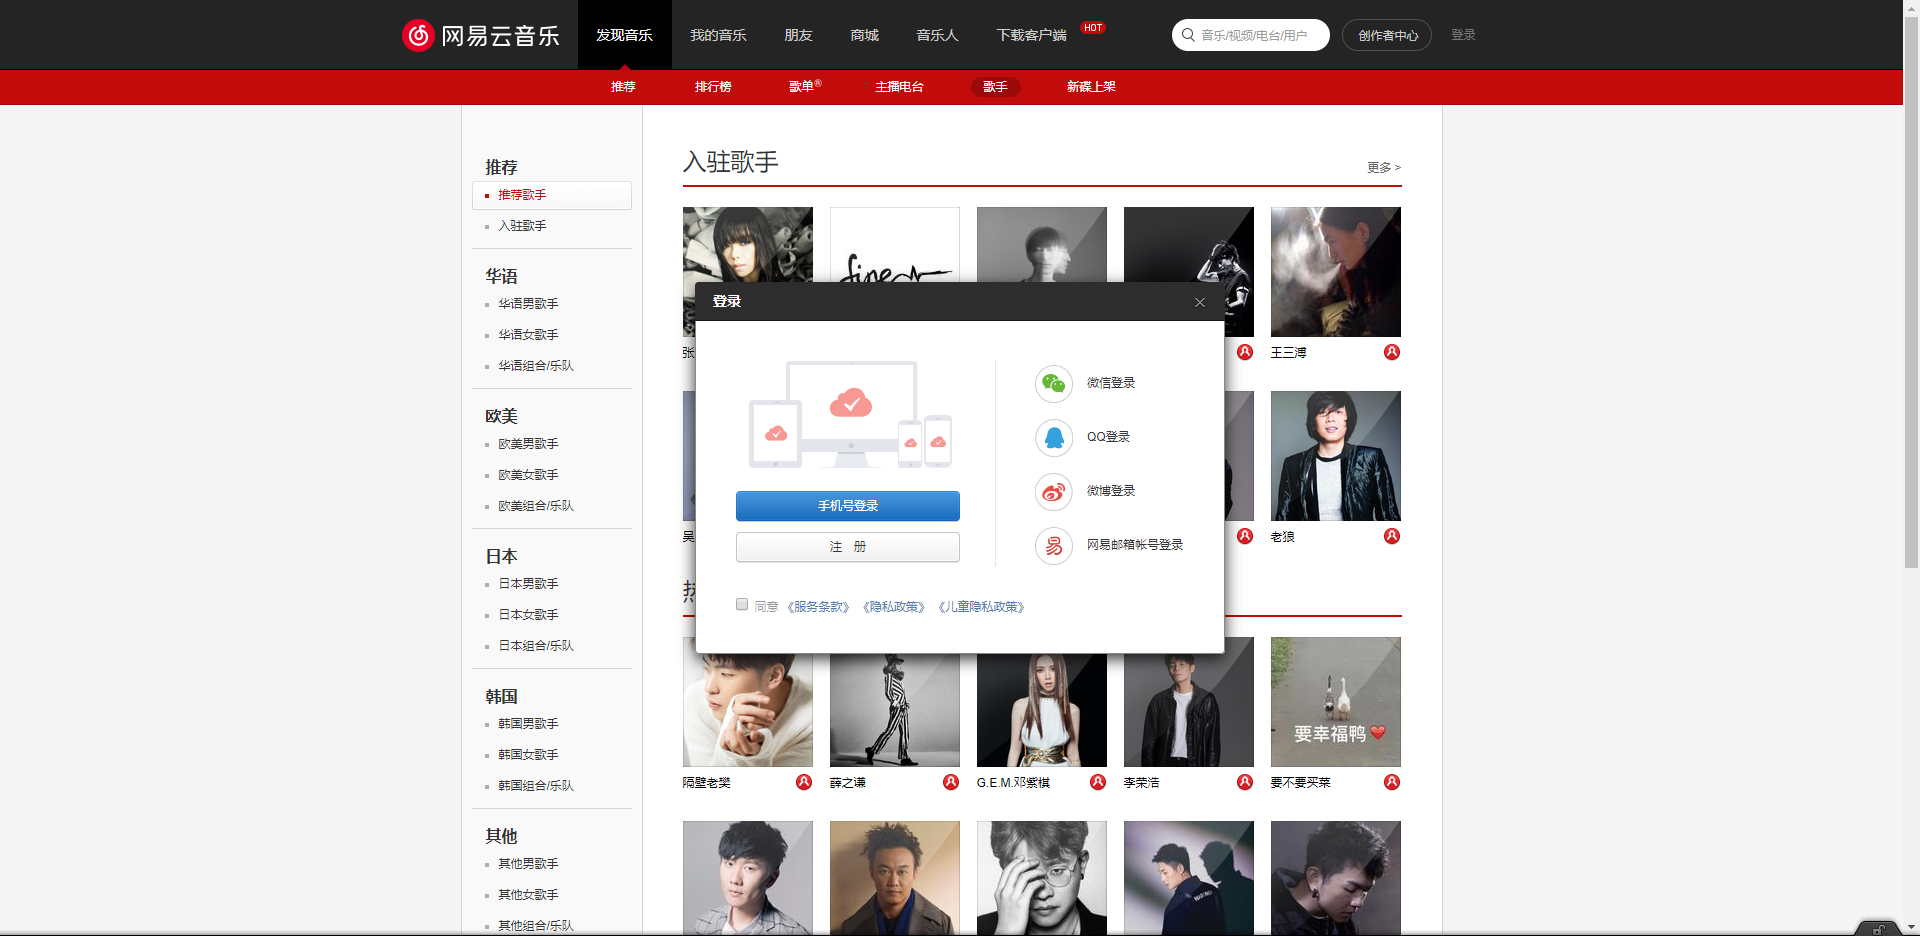 网易云音乐
发现音乐
我的音乐
朋友
商城
音乐人
下载客户端
HOT
音乐/视频/电台/用户
创作者中心
登录
推荐
排行榜
歌单®
主播电台
歌手
新碟上架
推荐
推荐歌手
入驻歌手
华语
华语男歌手
华语女歌手
华语组合/乐队
欧美
欧美男歌手
欧美女歌手
欧美组合/乐队
日本
日本男歌手
日本女歌手
日本组合/乐队
韩国
韩国男歌手
韩国女歌手
韩国组合/乐队
其他
其他男歌手
其他女歌手
其他组合/乐队
入驻歌手
更多 >
张
王三溥
吴
老狼
登录
手机号登录
注 册
微信登录
QQ登录
微博登录
网易邮箱帐号登录
同意 《服务条款》 《隐私政策》 《儿童隐私政策》
要幸福鸭
隔壁老樊
薛之谦
G.E.M.邓紫棋
李荣浩
要不要买菜